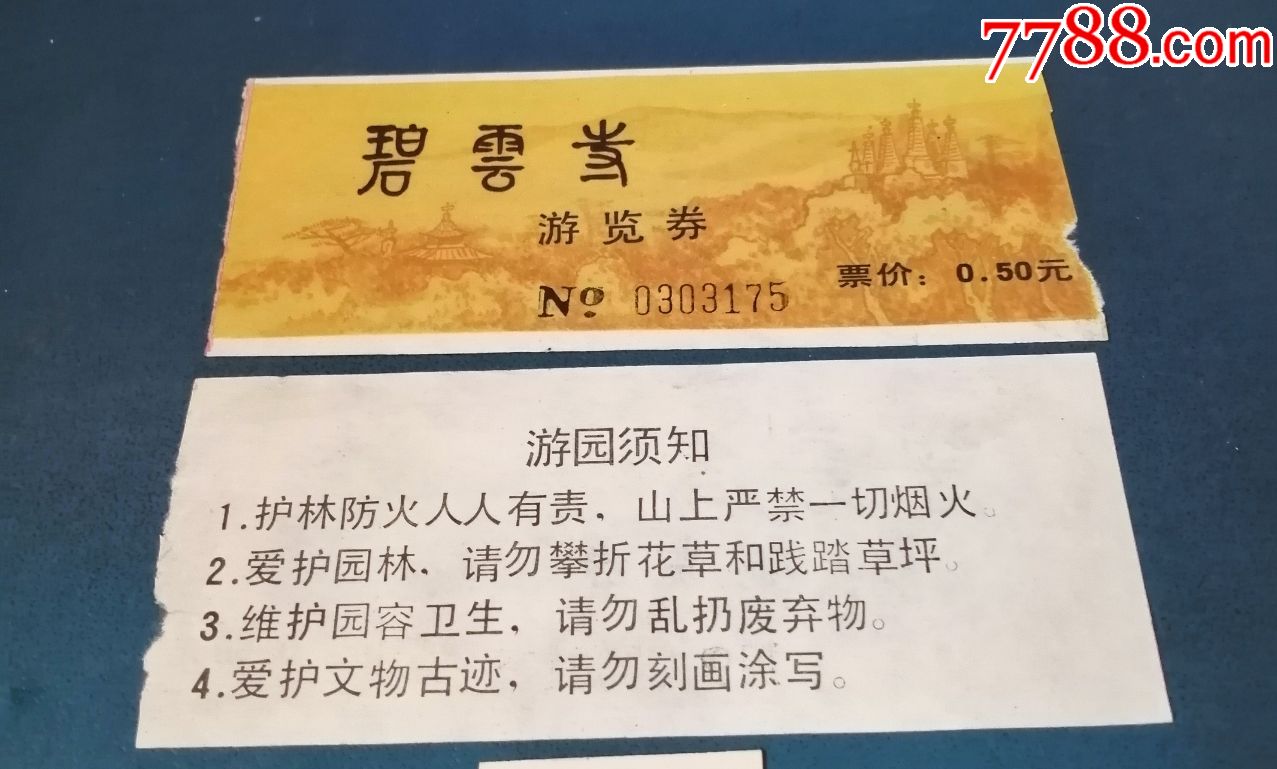 7788.com
碧雲寺
游览券
票价：0.50元
Nº 0303175
游园须知
1.护林防火人人有责，山上严禁一切烟火。
2.爱护园林，请勿攀折花草和践踏草坪。
3.维护园容卫生，请勿乱扔废弃物。
4.爱护文物古迹，请勿刻画涂写。